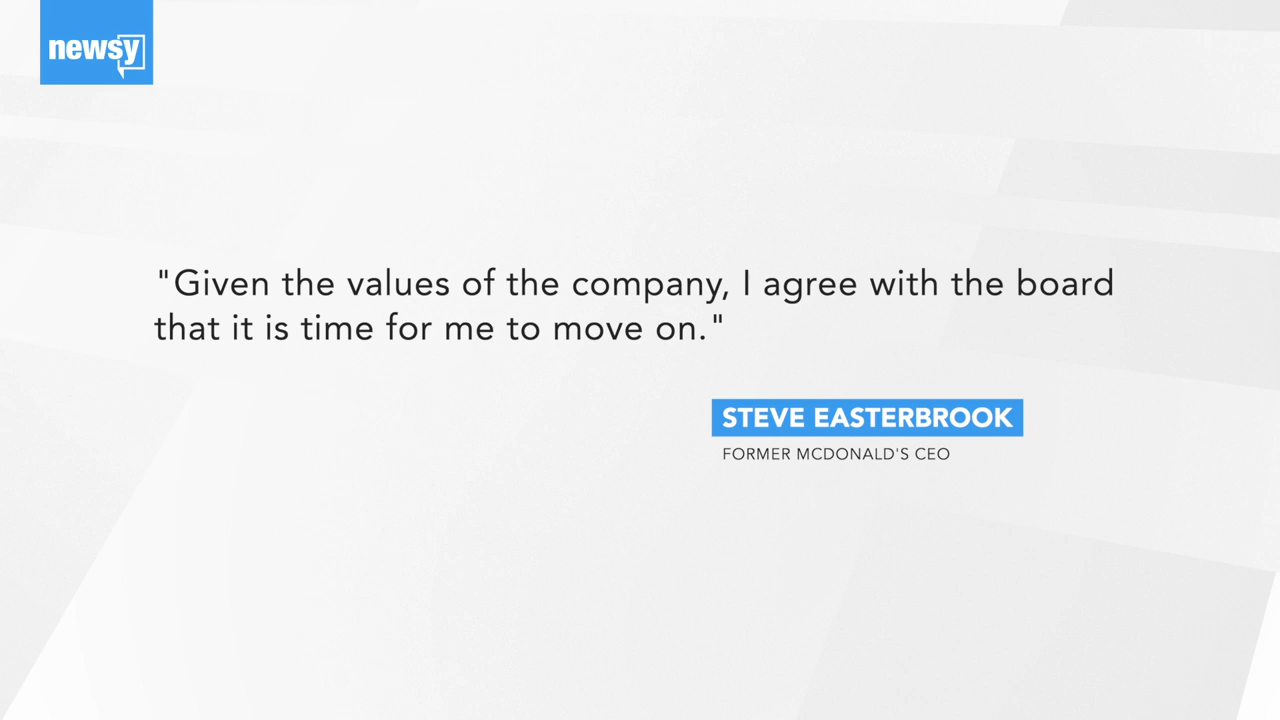 newsy
"Given the values of the company, I agree with the board
that it is time for me to move on."
STEVE EASTERBROOK
FORMER MCDONALD'S CEO